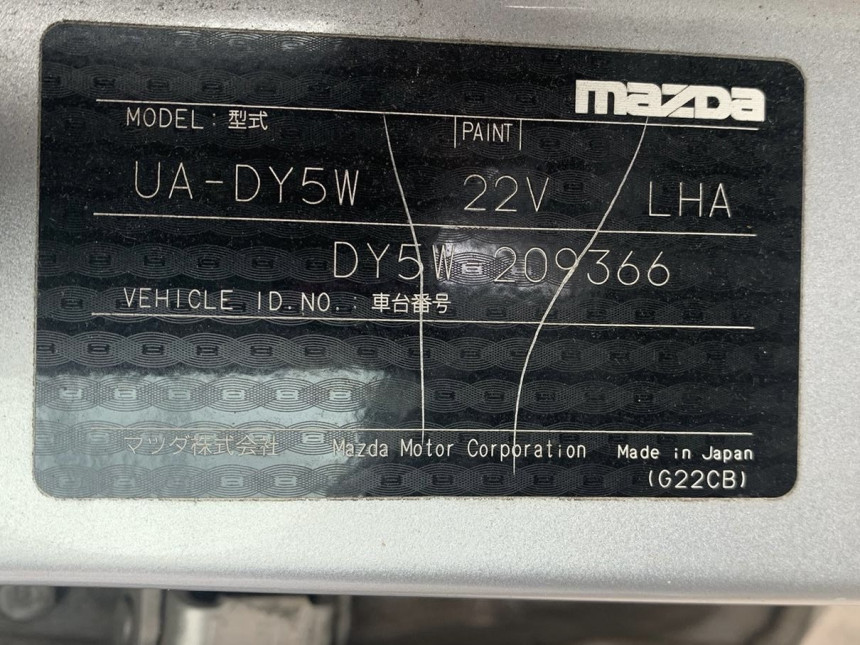 mazda
MODEL : 型式
PAINT
UA-DY5W 22V LHA
DY5W-209366
VEHICLE ID.NO. : 車台番号
マツダ株式会社 Mazda Motor Corporation Made in Japan
(G22CB)